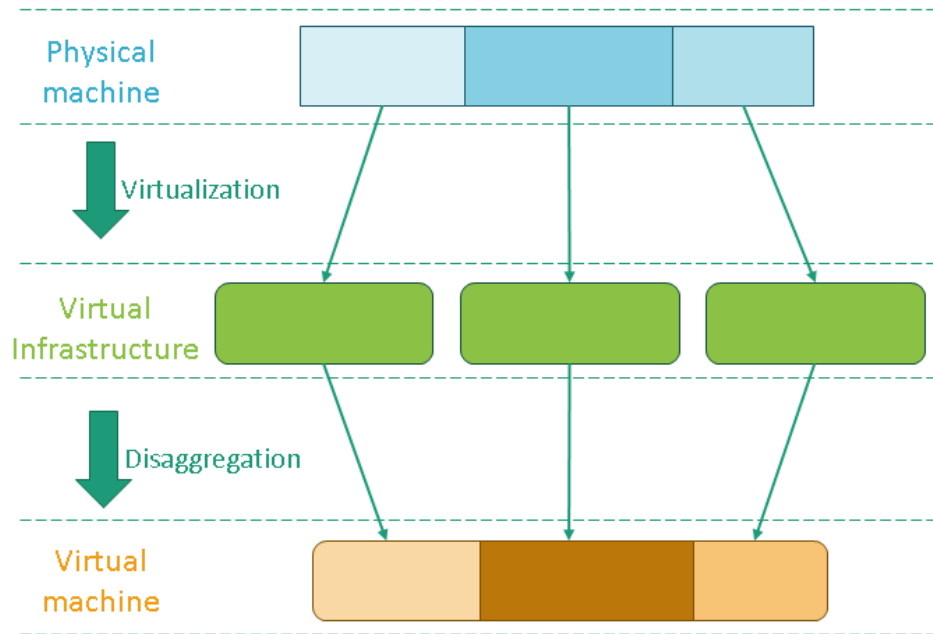 Physical
machine
Virtualization
Virtual
Infrastructure
Disaggregation
Virtual
machine